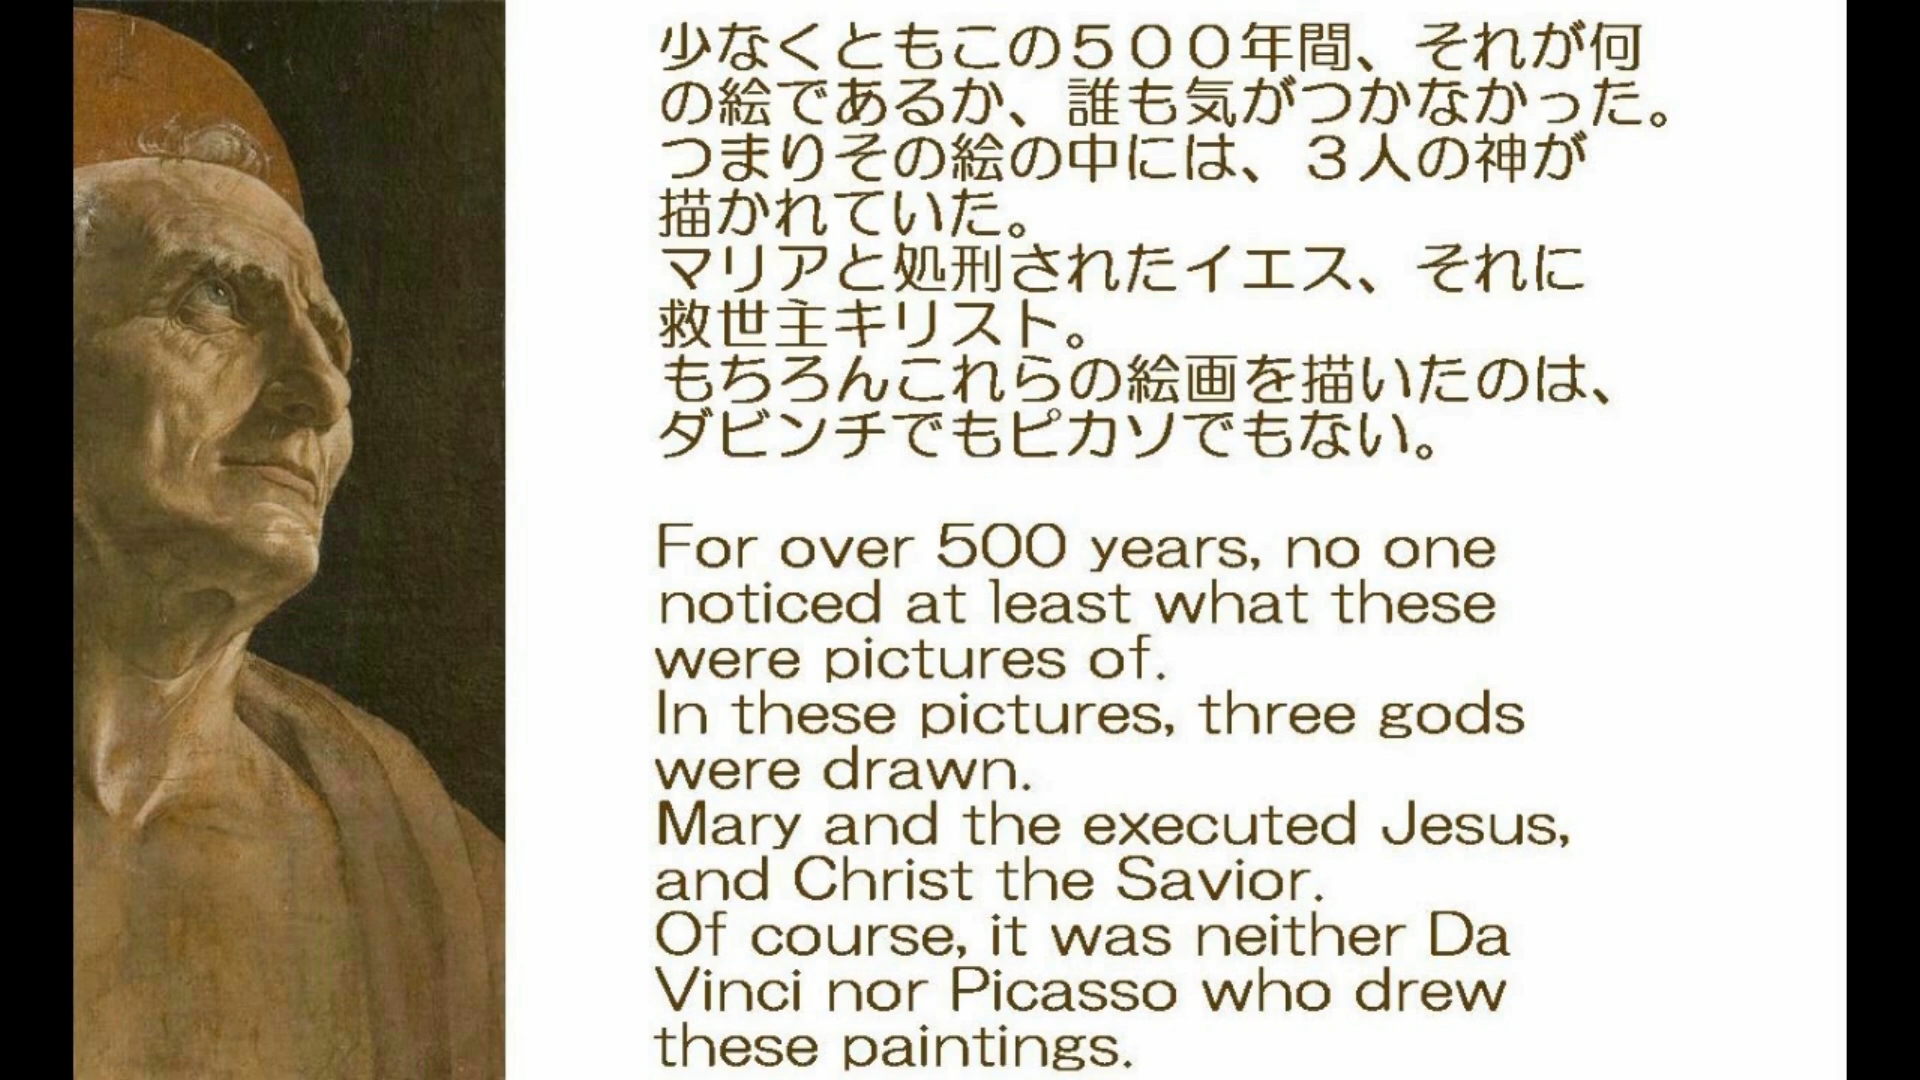 少なくともこの５００年間、それが何
の絵であるか、誰も気がつかなかった。
つまりその絵の中には、３人の神が
描かれていた。
マリアと処刑されたイエス、それに
救世主キリスト。
もちろんこれらの絵画を描いたのは、
ダビンチでもピカソでもない。
For over 500 years, no one
noticed at least what these
were pictures of.
In these pictures, three gods
were drawn.
Mary and the executed Jesus,
and Christ the Savior.
Of course, it was neither Da
Vinci nor Picasso who drew
these paintings.